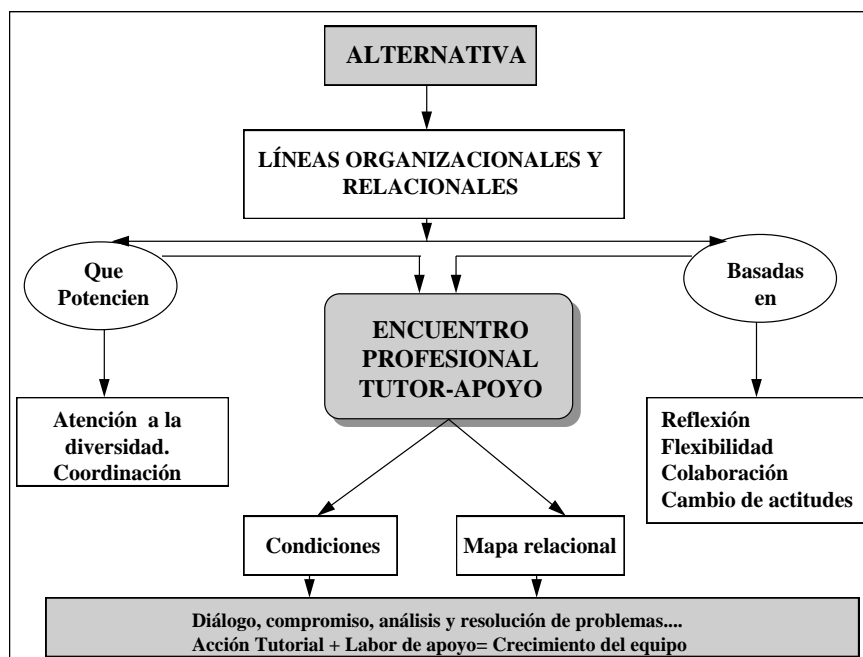 ALTERNATIVA
LÍNEAS ORGANIZACIONALES Y
RELACIONALES
Que
Potencien
Basadas
en
ENCUENTRO
PROFESIONAL
TUTOR-APOYO
Atención a la
diversidad.
Coordinación
Reflexión
Flexibilidad
Colaboración
Cambio de actitudes
Condiciones
Mapa relacional
Diálogo, compromiso, análisis y resolución de problemas....
Acción Tutorial + Labor de apoyo= Crecimiento del equipo